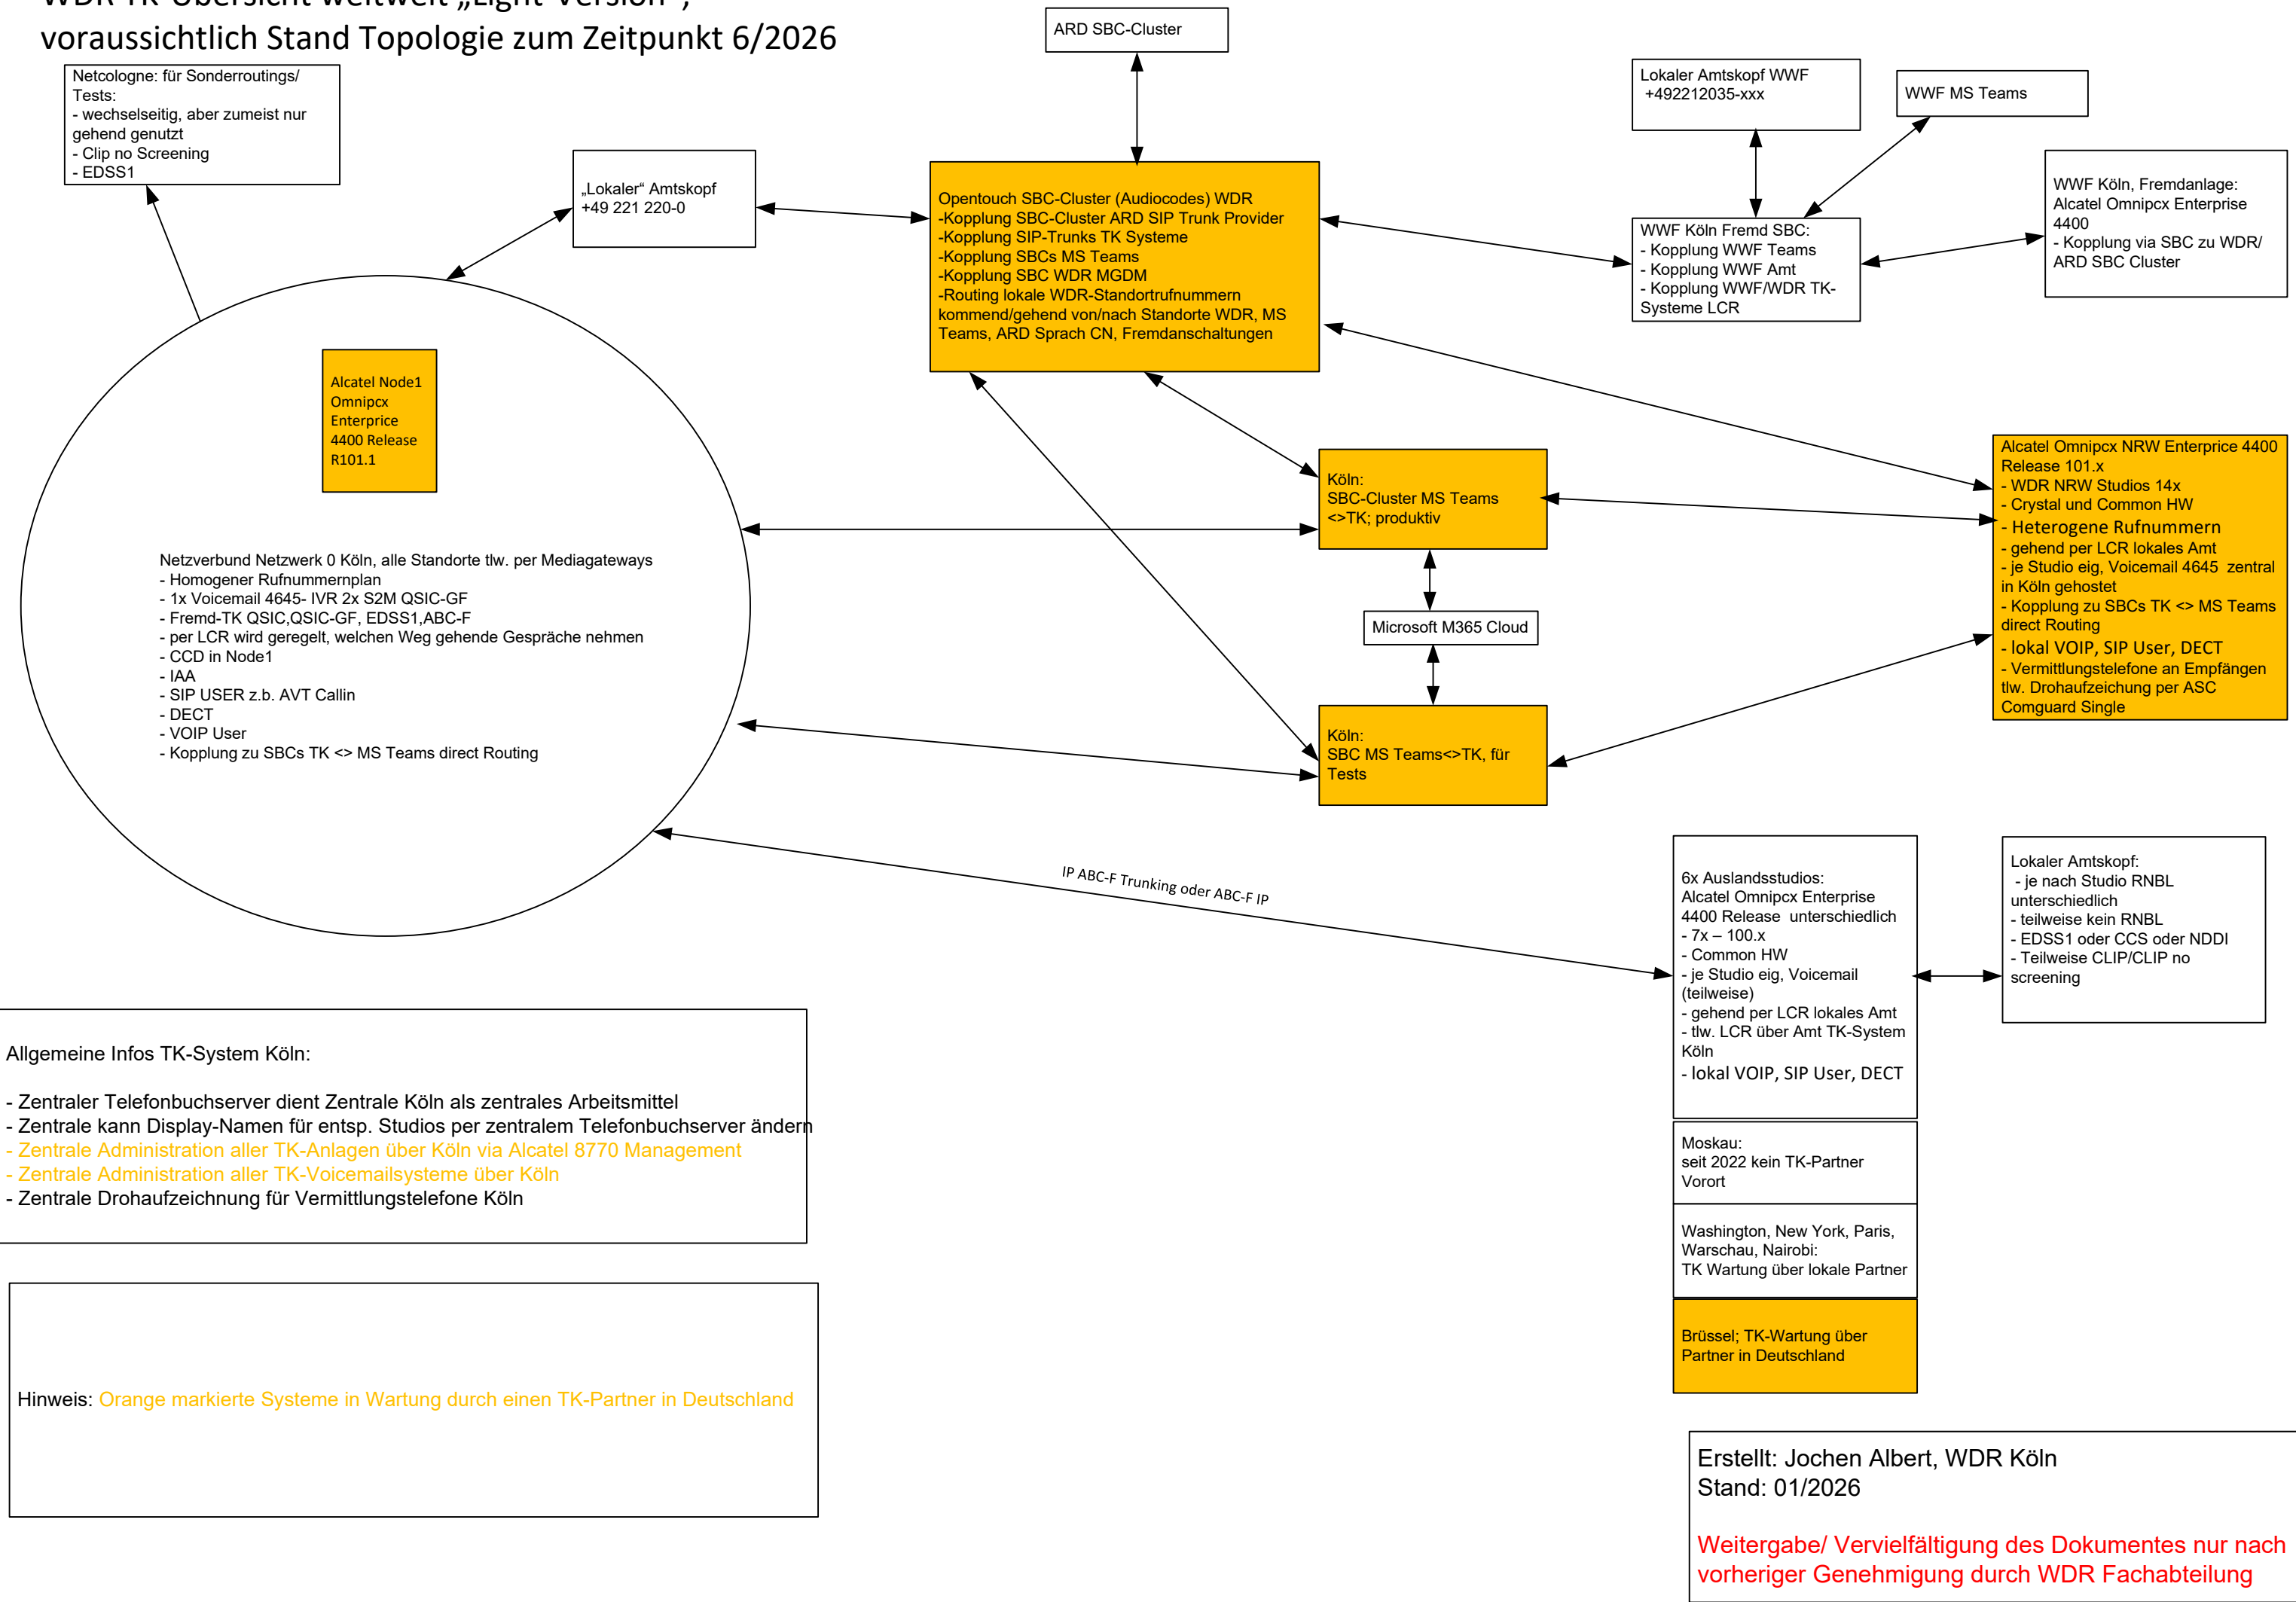 WDR TK-Übersicht weltweit „Light-Version“,
voraussichtlich Stand Topologie zum Zeitpunkt 6/2026
Netcologne: für Sonderroutings/
Tests:
- wechselseitig, aber zumeist nur
gehend genutzt
- Clip no Screening
- EDSS1
„Lokaler“ Amtskopf
+49 221 220-0
ARD SBC-Cluster
Opentouch SBC-Cluster (Audiocodes) WDR
-Kopplung SBC-Cluster ARD SIP Trunk Provider
-Kopplung SIP-Trunks TK Systeme
-Kopplung SBCs MS Teams
-Kopplung SBC WDR MGDM
-Routing lokale WDR-Standortrufnummern
kommend/gehend von/nach Standorte WDR, MS
Teams, ARD Sprach CN, Fremdanschaltungen
Lokaler Amtskopf WWF
+492212035-xxx
WWF MS Teams
WWF Köln Fremd SBC:
- Kopplung WWF Teams
- Kopplung WWF Amt
- Kopplung WWF/WDR TK-
Systeme LCR
WWF Köln, Fremdanlage:
Alcatel Omnipcx Enterprise
4400
- Kopplung via SBC zu WDR/
ARD SBC Cluster
Alcatel Node1
Omnipcx
Enterprice
4400 Release
R101.1
Netzverbund Netzwerk 0 Köln, alle Standorte tlw. per Mediagateways
- Homogener Rufnummernplan
- 1x Voicemail 4645- IVR 2x S2M QSIC-GF
- Fremd-TK QSIC,QSIC-GF, EDSS1,ABC-F
- per LCR wird geregelt, welchen Weg gehende Gespräche nehmen
- CCD in Node1
- IAA
- SIP USER z.b. AVT Callin
- DECT
- VOIP User
- Kopplung zu SBCs TK <> MS Teams direct Routing
Köln:
SBC-Cluster MS Teams
<>TK; produktiv
Microsoft M365 Cloud
Köln:
SBC MS Teams<>TK, für
Tests
Alcatel Omnipcx NRW Enterprice 4400
Release 101.x
- WDR NRW Studios 14x
- Crystal und Common HW
- Heterogene Rufnummern
- gehend per LCR lokales Amt
- je Studio eig, Voicemail 4645  zentral
in Köln gehostet
- Kopplung zu SBCs TK <> MS Teams
direct Routing
- lokal VOIP, SIP User, DECT
- Vermittlungstelefone an Empfängen
tlw. Drohaufzeichung per ASC
Comguard Single
IP ABC-F Trunking oder ABC-F IP
6x Auslandsstudios:
Alcatel Omnipcx Enterprise
4400 Release  unterschiedlich
- 7x – 100.x
- Common HW
- je Studio eig, Voicemail
(teilweise)
- gehend per LCR lokales Amt
- tlw. LCR über Amt TK-System
Köln
- lokal VOIP, SIP User, DECT
Lokaler Amtskopf:
- je nach Studio RNBL
unterschiedlich
- teilweise kein RNBL
- EDSS1 oder CCS oder NDDI
- Teilweise CLIP/CLIP no
screening
Moskau:
seit 2022 kein TK-Partner
Vorort
Washington, New York, Paris,
Warschau, Nairobi:
TK Wartung über lokale Partner
Brüssel; TK-Wartung über
Partner in Deutschland
Allgemeine Infos TK-System Köln:
- Zentraler Telefonbuchserver dient Zentrale Köln als zentrales Arbeitsmittel
- Zentrale kann Display-Namen für entsp. Studios per zentralem Telefonbuchserver ändern
- Zentrale Administration aller TK-Anlagen über Köln via Alcatel 8770 Management
- Zentrale Administration aller TK-Voicemailsysteme über Köln
- Zentrale Drohaufzeichnung für Vermittlungstelefone Köln
Hinweis: Orange markierte Systeme in Wartung durch einen TK-Partner in Deutschland
Erstellt: Jochen Albert, WDR Köln
Stand: 01/2026
Weitergabe/ Vervielfältigung des Dokumentes nur nach
vorheriger Genehmigung durch WDR Fachabteilung